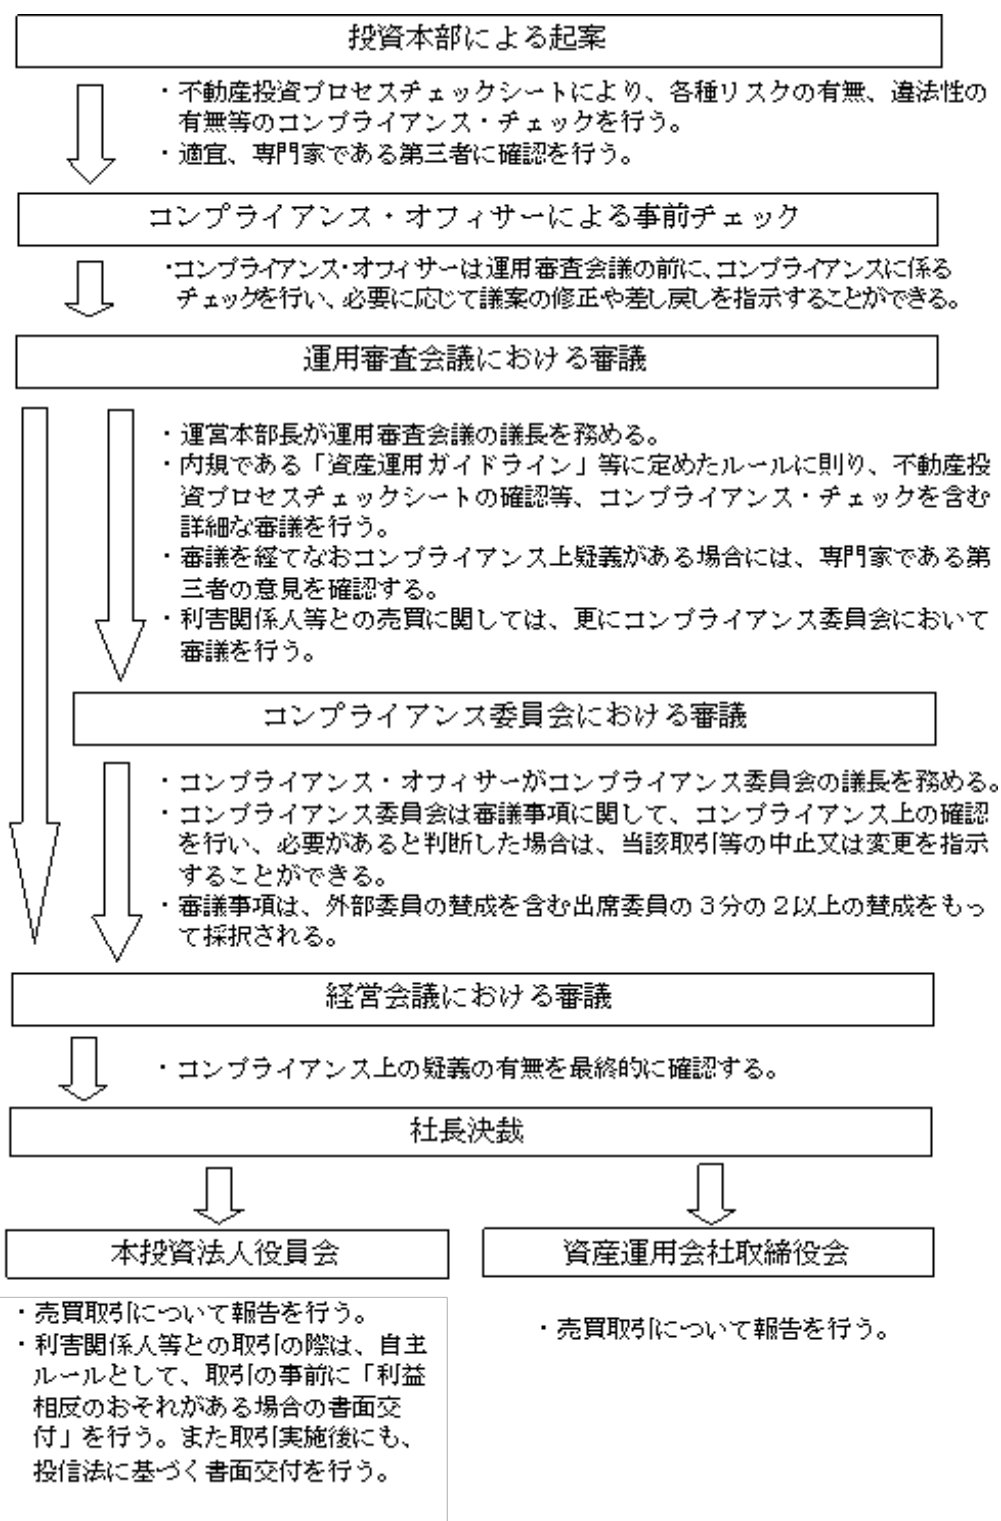 投資本部による起案
・不動産投資プロセスチェックシートにより、各種リスクの有無、違法性の
有無等のコンプライアンス・チェックを行う。
・適宜、専門家である第三者に確認を行う。
コンプライアンス・オフィサーによる事前チェック
・コンプライアンス・オフィサーは運用審査会議の前に、コンプライアンスに係る
チェックを行い、必要に応じて議案の修正や差し戻しを指示することができる。
運用審査会議における審議
・運営本部長が運用審査会議の議長を務める。
・内規である「資産運用ガイドライン」等に定めたルールに則り、不動産投
資プロセスチェックシートの確認等、コンプライアンス・チェックを含む
詳細な審議を行う。
・審議を経てなおコンプライアンス上疑義がある場合には、専門家である第
三者の意見を確認する。
・利害関係人等との売買に関しては、更にコンプライアンス委員会において
審議を行う。
コンプライアンス委員会における審議
・コンプライアンス・オフィサーがコンプライアンス委員会の議長を務める。
・コンプライアンス委員会は審議事項に関して、コンプライアンス上の確認
を行い、必要があると判断した場合は、当該取引等の中止又は変更を指示
することができる。
・審議事項は、外部委員の賛成を含む出席委員の3分の2以上の賛成をもっ
て採択される。
経営会議における審議
・コンプライアンス上の疑義の有無を最終的に確認する。
社長決裁
本投資法人役員会
・売買取引について報告を行う。
・利害関係人等との取引の際は、自主
ルールとして、取引の事前に「利益
相反のおそれがある場合の書面交
付」を行う。また取引実施後にも、
投信法に基づく書面交付を行う。
資産運用会社取締役会
・売買取引について報告を行う。